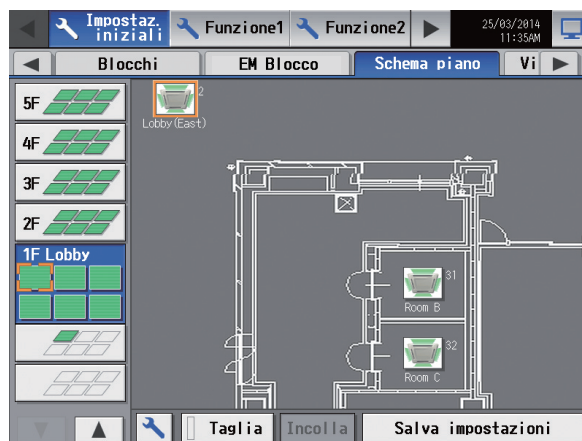 Impostaz. iniziali
Funzione1
Funzione2
25/03/2014
11:35AM
Blocchi
EM Blocco
Schema piano
Vi
5F
4F
3F
2F
1F Lobby
2
Lobby(East)
31
Room B
32
Room C
Taglia
Incolla
Salva impostazioni